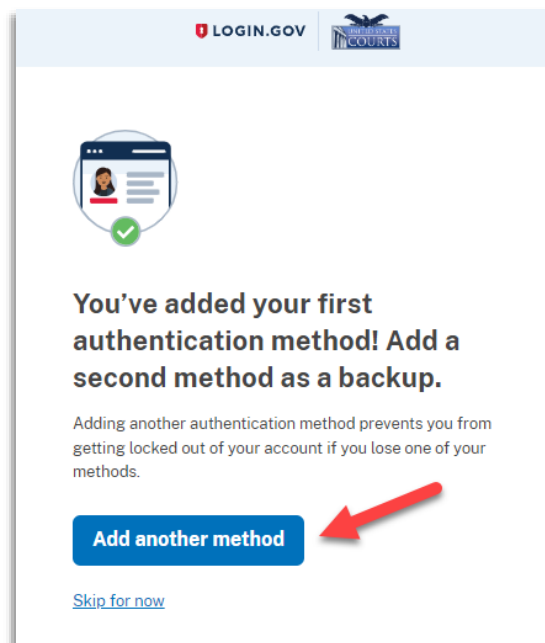 LOGIN.GOV
UNITED STATES
COURTS
You’ve added your first
authentication method! Add a
second method as a backup.
Adding another authentication method prevents you from
getting locked out of your account if you lose one of your
methods.
Add another method
Skip for now